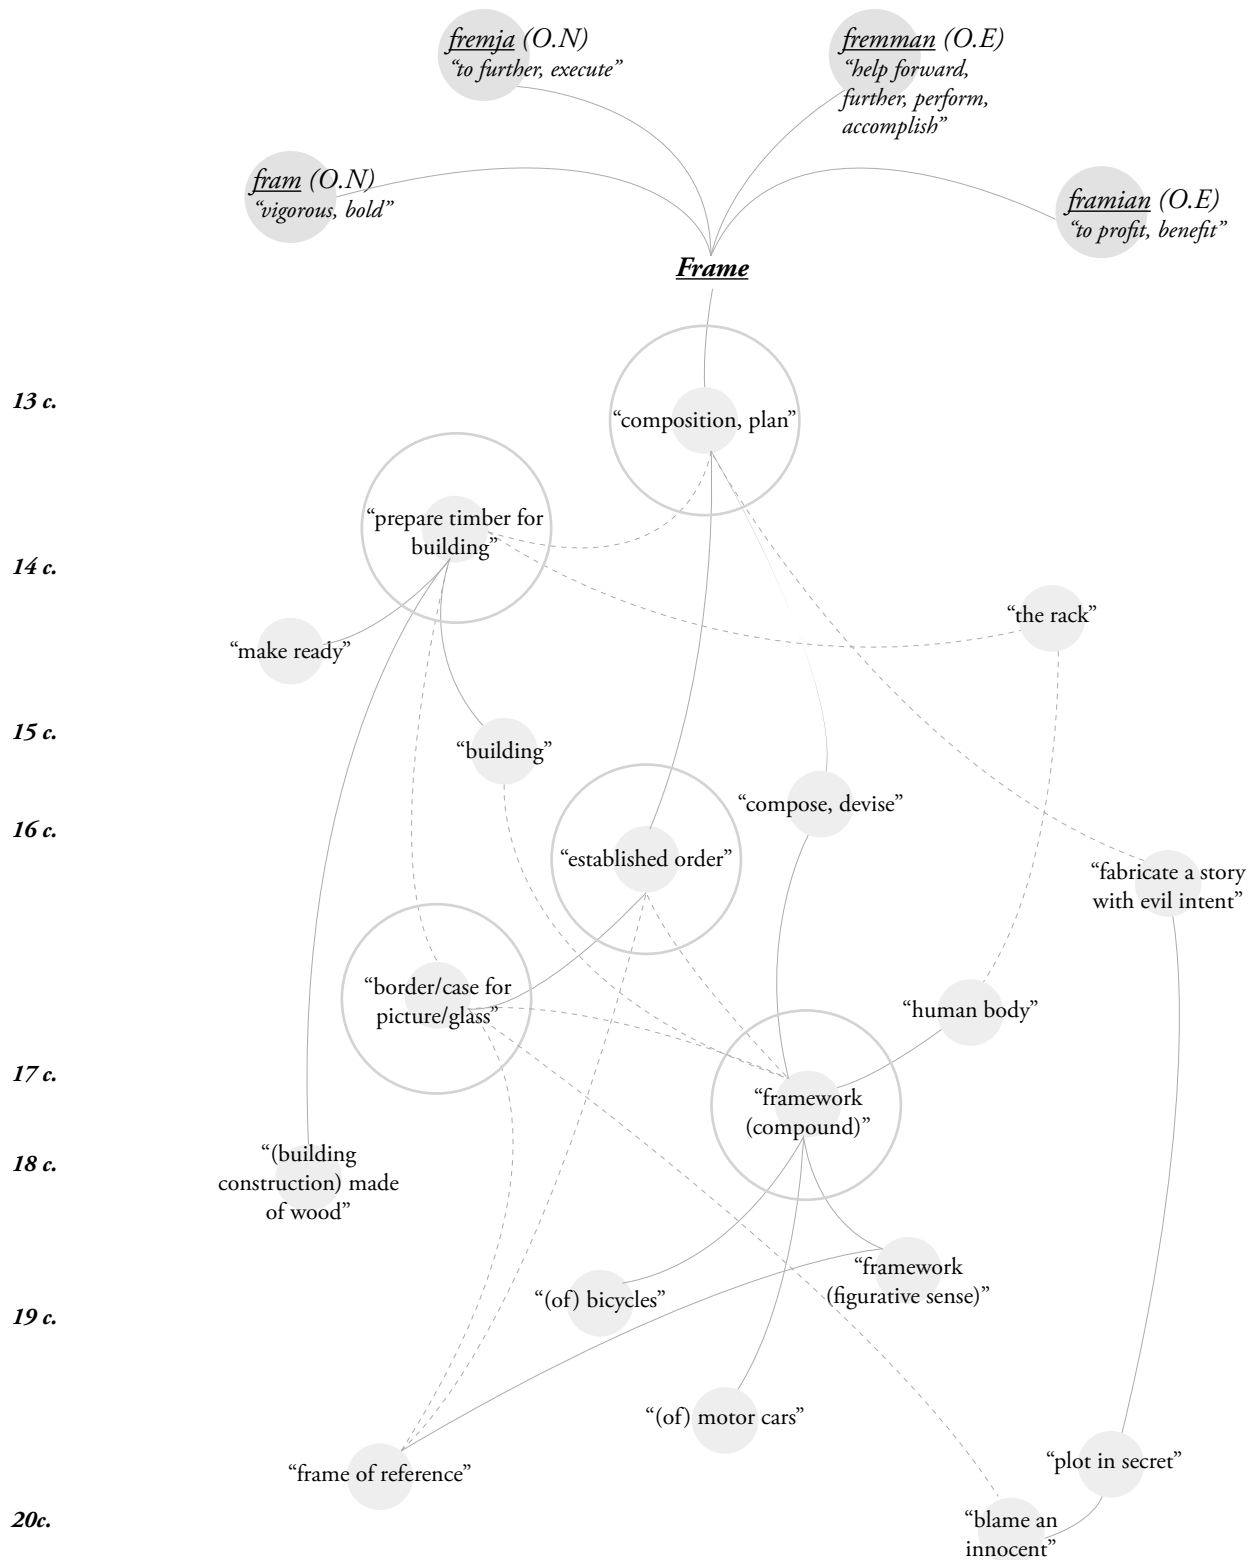 fremja (O.N)
“to further, execute”
fremman (O.E)
“help forward,
further, perform,
accomplish”
fram (O.N)
“vigorous, bold”
framian (O.E)
“to profit, benefit”
Frame
13 c.
“composition, plan”
“prepare timber for
building”
14 c.
“the rack”
“make ready”
15 c.
“building”
“compose, devise”
16 c.
“established order”
“fabricate a story
with evil intent”
“border/case for
picture/glass”
“human body”
17 c.
“framework
(compound)”
“(building
construction) made
of wood”
18 c.
“framework
(figurative sense)”
“(of) bicycles”
19 c.
“(of) motor cars”
“plot in secret”
“frame of reference”
20c.
“blame an
innocent”